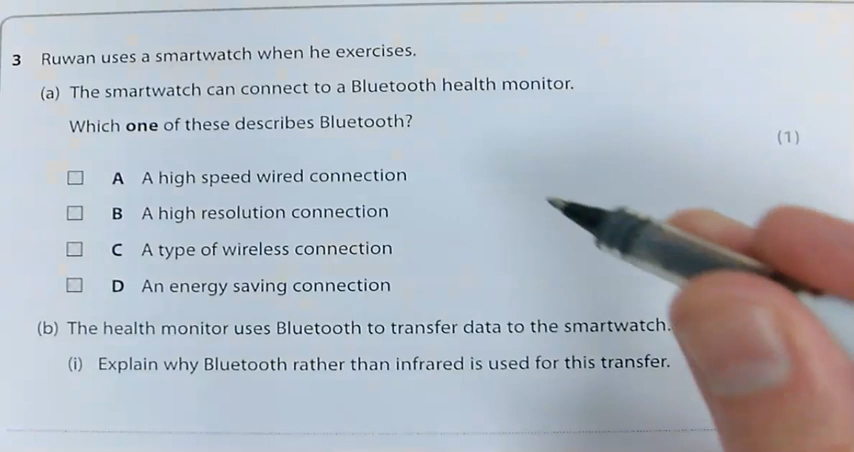 3 Ruwan uses a smartwatch when he exercises.
(a) The smartwatch can connect to a Bluetooth health monitor.
Which one of these describes Bluetooth?
(1)
A A high speed wired connection
B A high resolution connection
C A type of wireless connection
D An energy saving connection
(b) The health monitor uses Bluetooth to transfer data to the smartwatch.
(i) Explain why Bluetooth rather than infrared is used for this transfer.